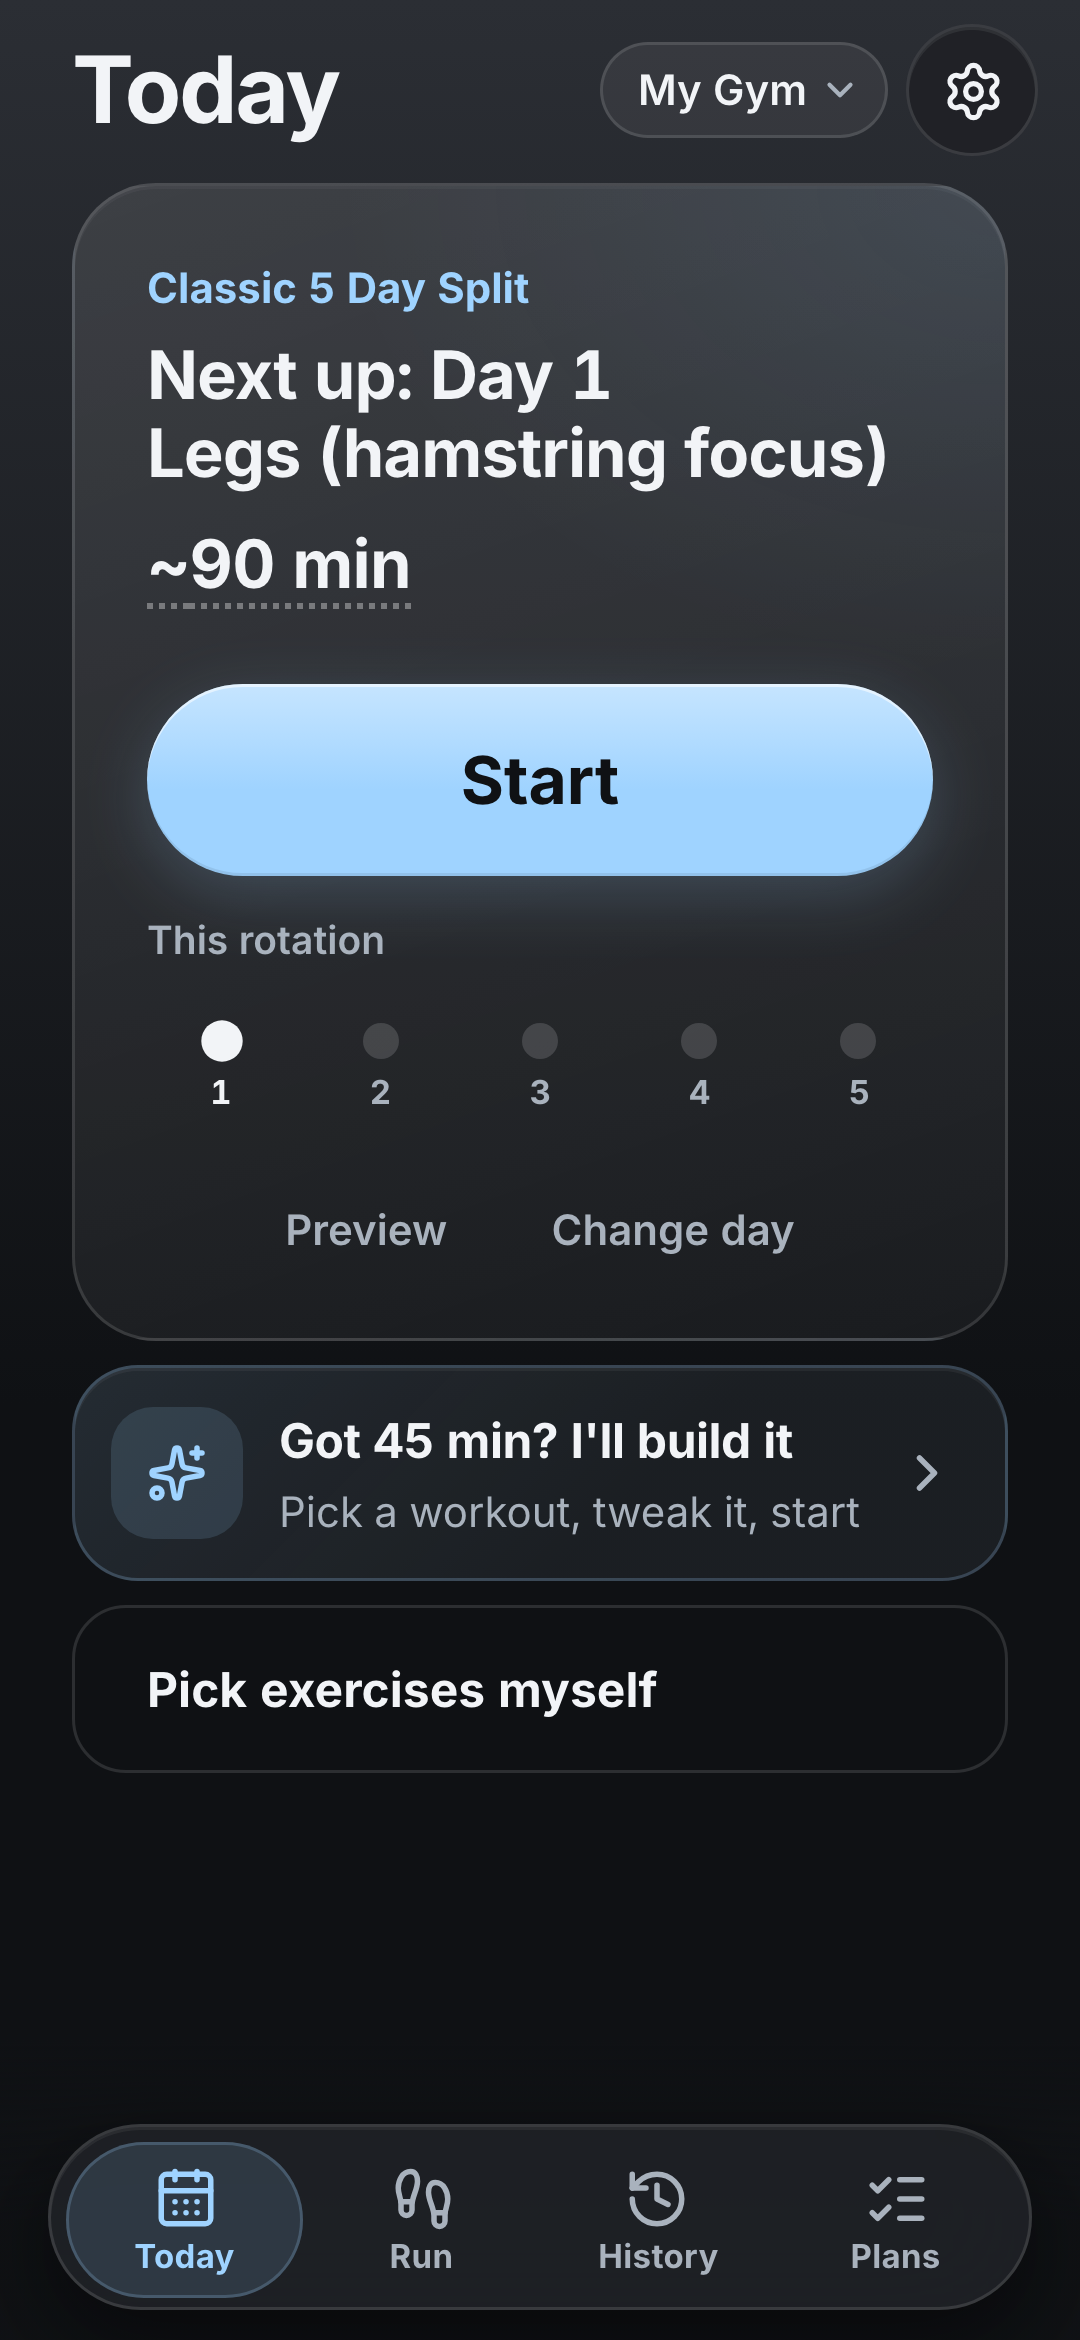 Today
My Gym
Classic 5 Day Split
Next up: Day 1
Legs (hamstring focus)
~90 min
Start
This rotation
1 2 3 4 5
Preview Change day
Got 45 min? I'll build it
Pick a workout, tweak it, start
Pick exercises myself
Today Run History Plans